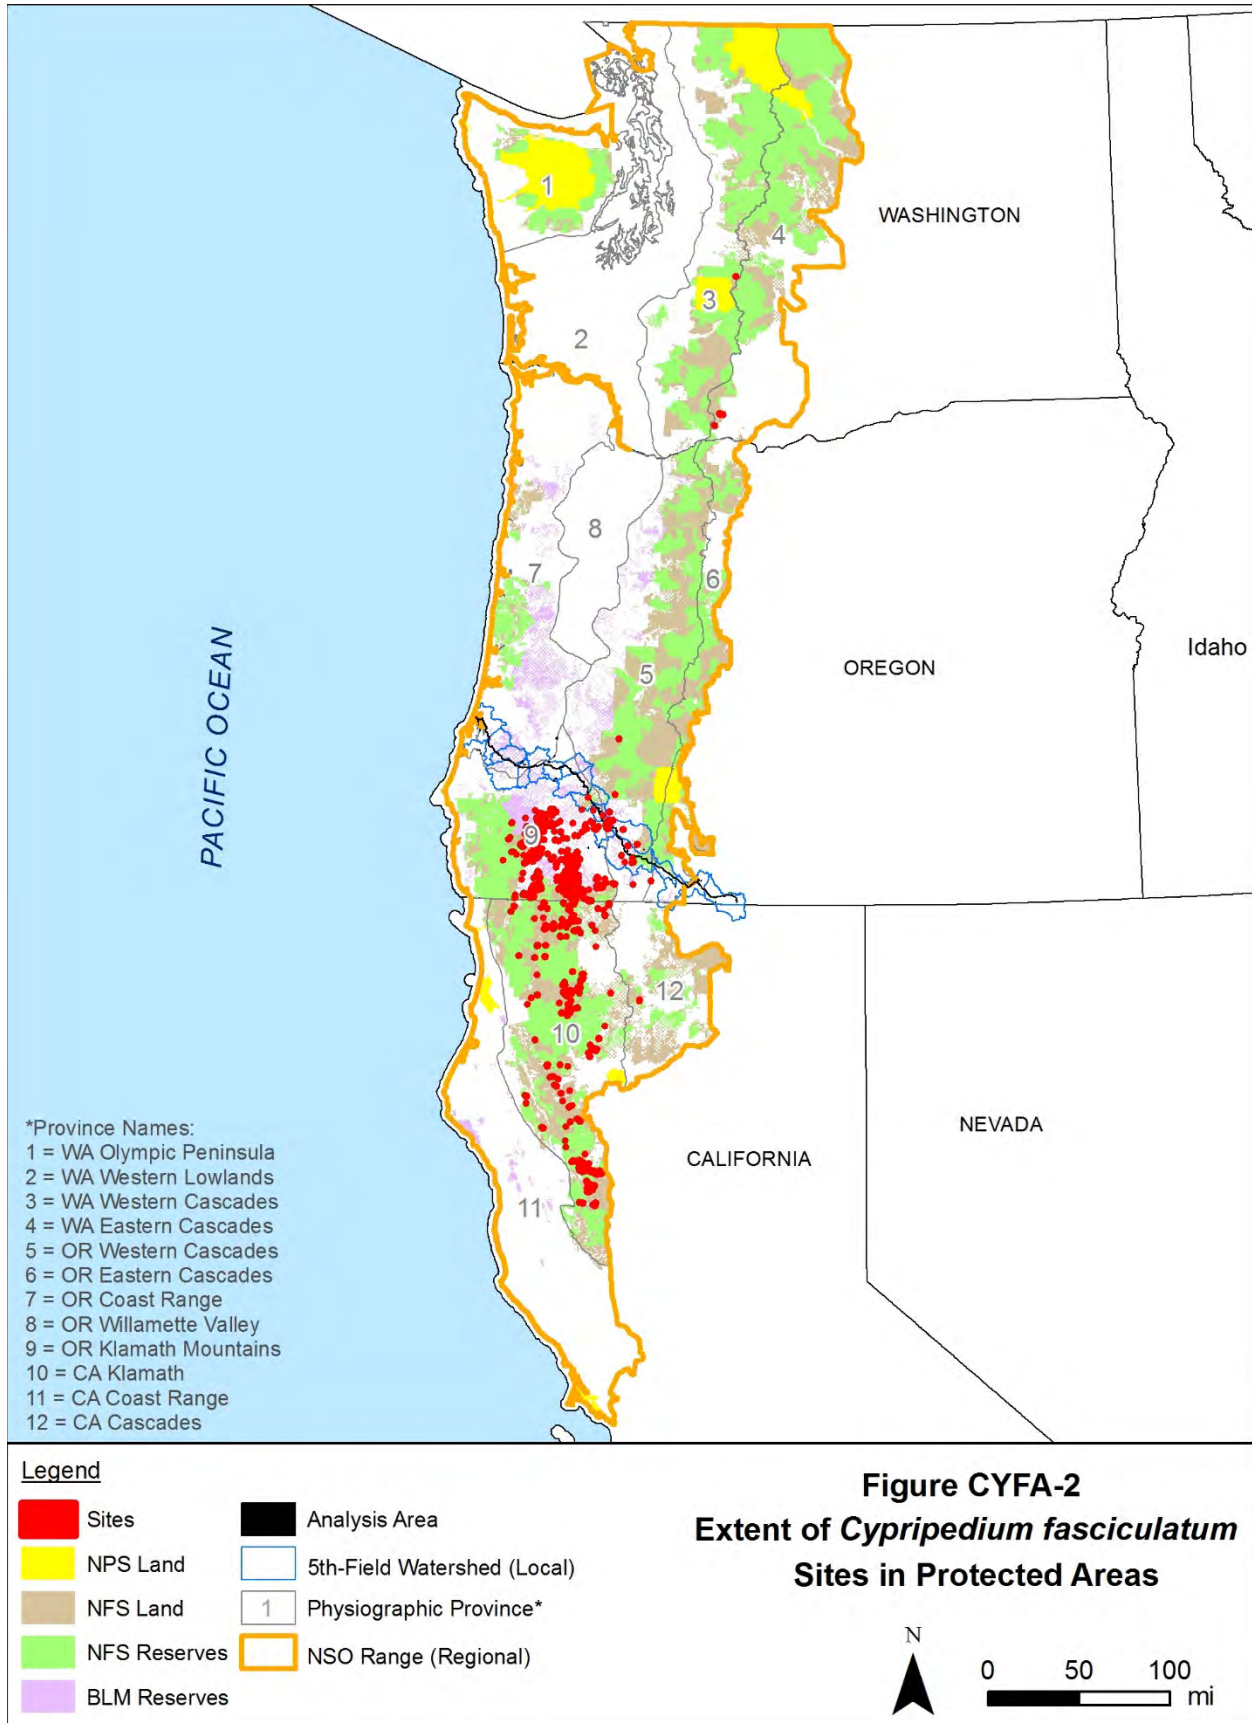 WASHINGTON
OREGON
Idaho
PACIFIC OCEAN
NEVADA
CALIFORNIA
1
2
3
4
5
6
7
8
9
10
11
12
*Province Names:
1 = WA Olympic Peninsula
2 = WA Western Lowlands
3 = WA Western Cascades
4 = WA Eastern Cascades
5 = OR Western Cascades
6 = OR Eastern Cascades
7 = OR Coast Range
8 = OR Willamette Valley
9 = OR Klamath Mountains
10 = CA Klamath
11 = CA Coast Range
12 = CA Cascades
Legend
Sites
NPS Land
NFS Land
NFS Reserves
BLM Reserves
Analysis Area
5th-Field Watershed (Local)
1 Physiographic Province*
NSO Range (Regional)
Figure CYFA-2
Extent of Cypripedium fasciculatum
Sites in Protected Areas
N
0 50 100
mi